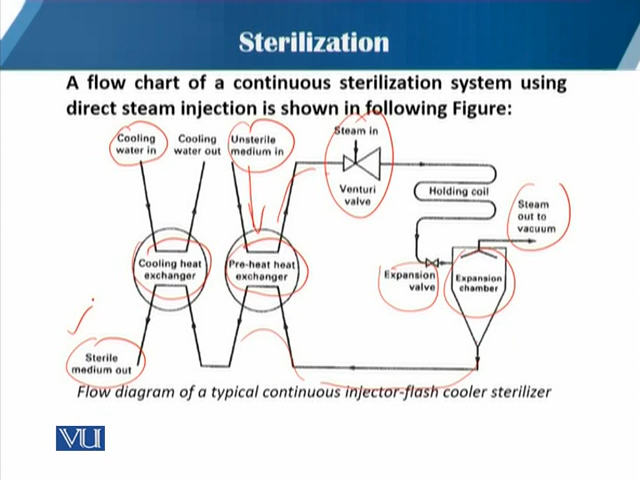 Sterilization
A flow chart of a continuous sterilization system using
direct steam injection is shown in following Figure:
Cooling
water in
Cooling
water out
Unsterile
medium in
Steam in
Venturi
valve
Holding coil
Steam
out to
vacuum
Cooling heat
exchanger
Pre-heat heat
exchanger
Expansion
valve
Expansion
chamber
Sterile
medium out
Flow diagram of a typical continuous injector-flash cooler sterilizer
VU